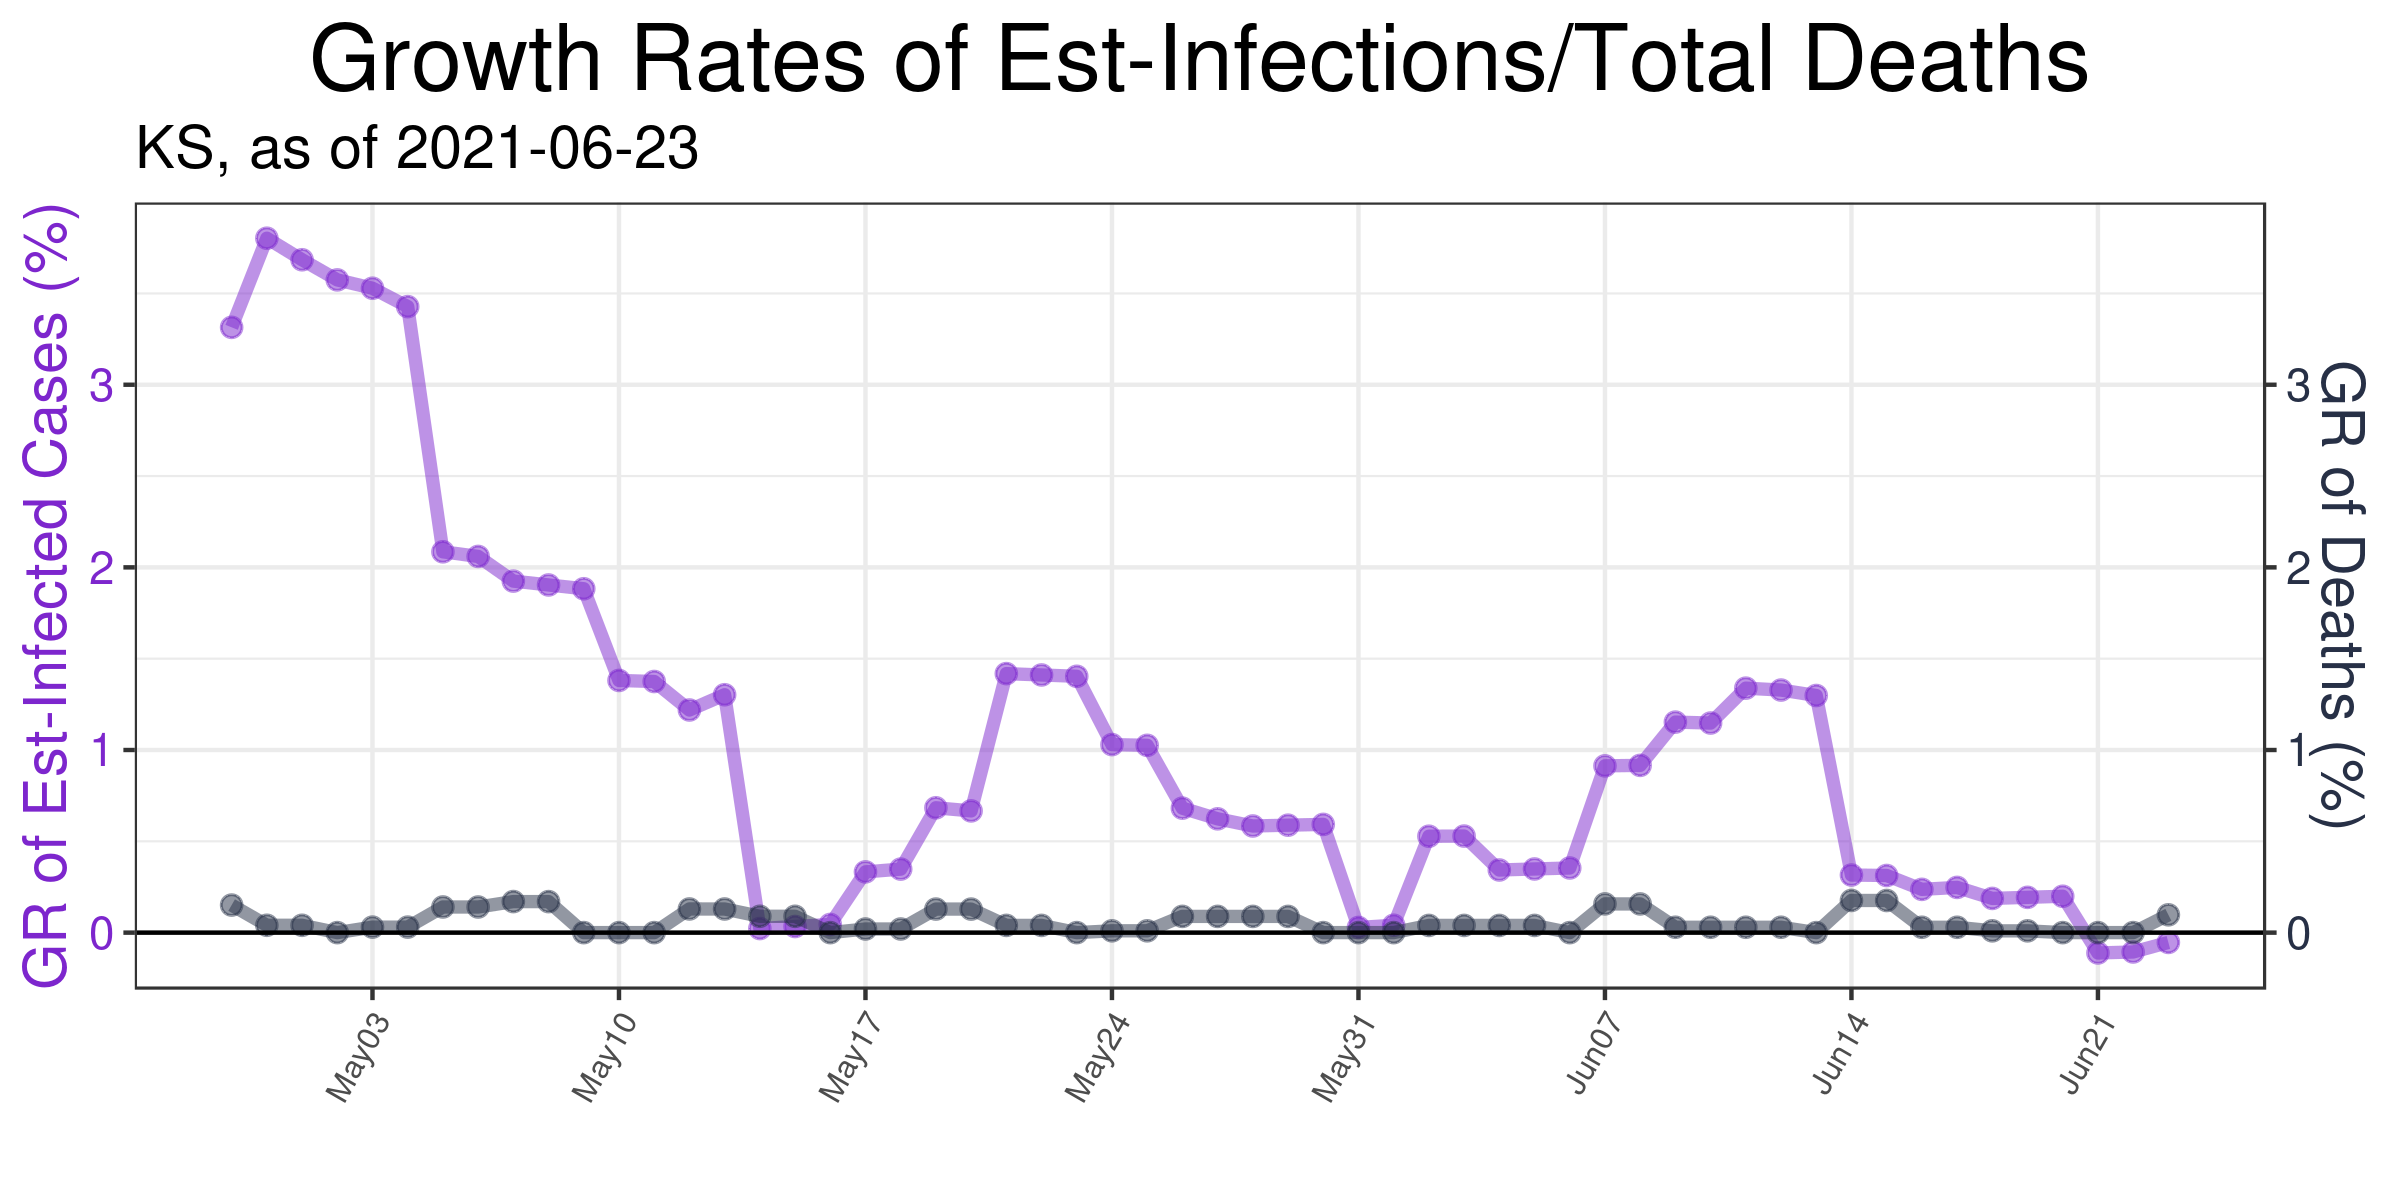 Growth Rates of Est-Infections/Total Deaths
KS, as of 2021-06-23
GR of Est-Infected Cases (%)
3
2
1
0
3
2
1
0
GR of Deaths (%)
May03
May10
May17
May24
May31
Jun07
Jun14
Jun21